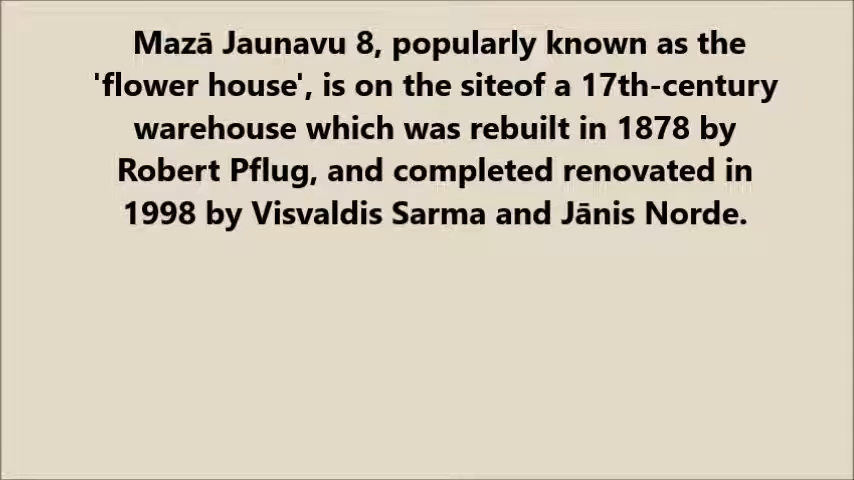 Mazā Jaunavu 8, popularly known as the
'flower house', is on the siteof a 17th-century
warehouse which was rebuilt in 1878 by
Robert Pflug, and completed renovated in
1998 by Visvaldis Sarma and Jānis Norde.